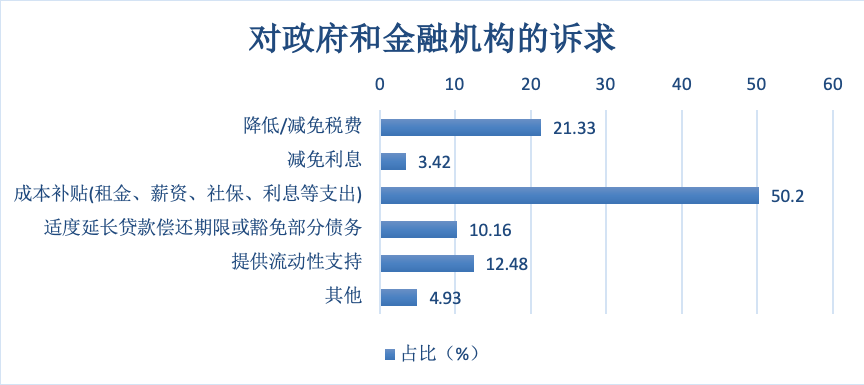 对政府和金融机构的诉求
0 10 20 30 40 50 60
降低/减免税费 21.33
减免利息 3.42
成本补贴(租金、薪资、社保、利息等支出) 50.2
适度延长贷款偿还期限或豁免部分债务 10.16
提供流动性支持 12.48
其他 4.93
占比（%）